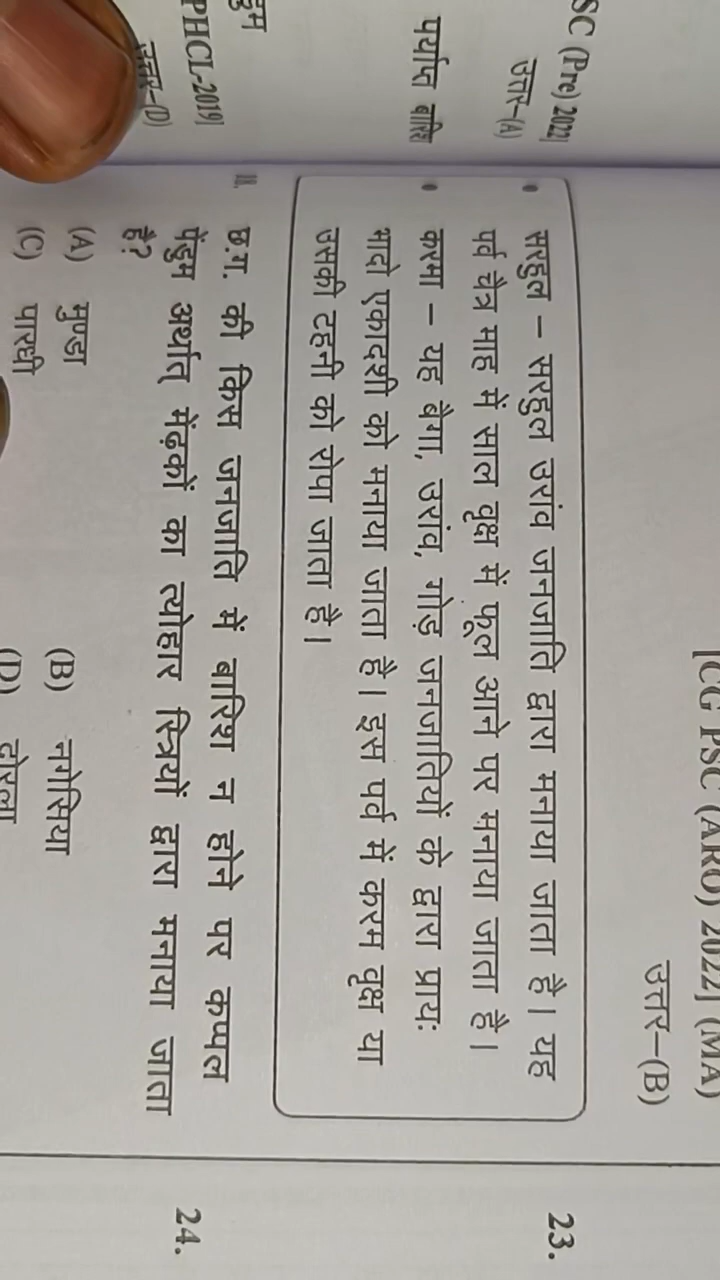 SC (Pre) 2022]
उत्तर–(A)
पर्याप्त
PHCL-2019]
उत्तर–(D)
[CG PSC (ARO) 2022] (MA)
उत्तर–(B)
• सरहुल – सरहुल उरांव जनजाति द्वारा मनाया जाता है। यह
पर्व चैत्र माह में साल वृक्ष में फूल आने पर मनाया जाता है।
• करमा – यह बैगा, उरांव, गोड़ जनजातियों के द्वारा प्रायः
भादो एकादशी को मनाया जाता है। इस पर्व में करम वृक्ष या
उसकी टहनी को रोपा जाता है।
18. छ.ग. की किस जनजाति में बारिश न होने पर कप्पल
पेंडुम अर्थात् मेंढ़कों का त्योहार स्त्रियों द्वारा मनाया जाता
है?
(A) मुण्डा (B) नगेसिया
(C) पारधी (D) दोरला
23.
24.